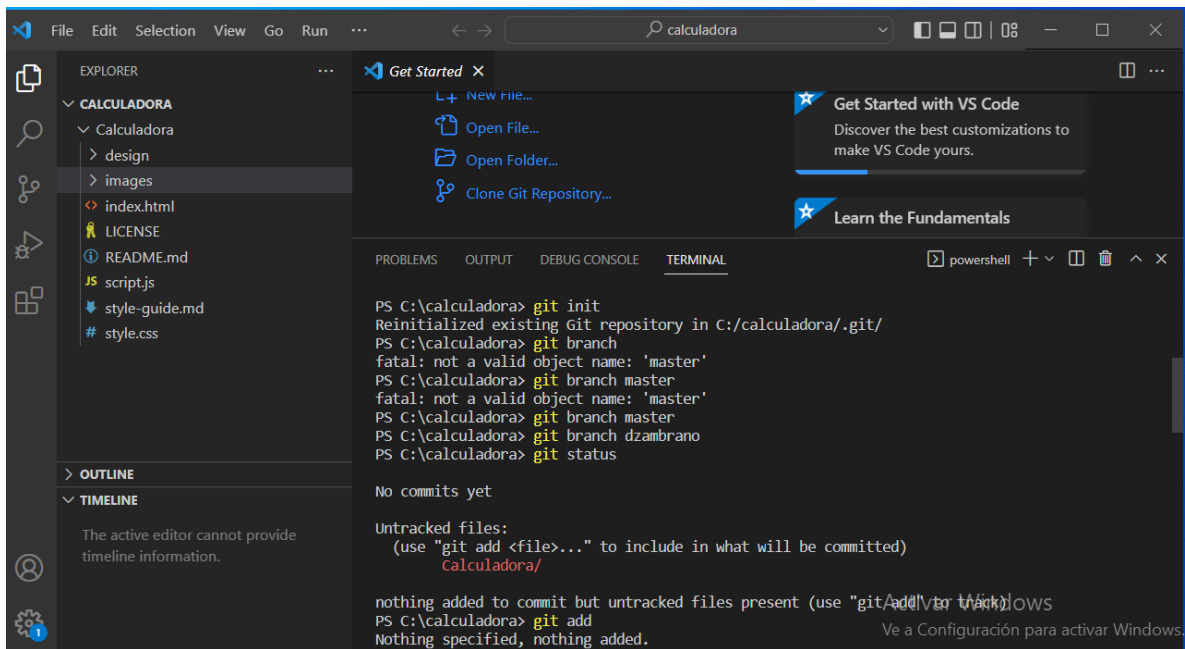 File Edit Selection View Go Run ··· calculadora
EXPLORER ···
CALCULADORA
Calculadora
design
images
index.html
LICENSE
README.md
JS script.js
style-guide.md
# style.css
OUTLINE
TIMELINE
The active editor cannot provide
timeline information.
1
Get Started
New File...
Open File...
Open Folder...
Clone Git Repository...
Get Started with VS Code
Discover the best customizations to
make VS Code yours.
Learn the Fundamentals
PROBLEMS OUTPUT DEBUG CONSOLE TERMINAL powershell
PS C:\calculadora> git init
Reinitialized existing Git repository in C:/calculadora/.git/
PS C:\calculadora> git branch
fatal: not a valid object name: 'master'
PS C:\calculadora> git branch master
fatal: not a valid object name: 'master'
PS C:\calculadora> git branch master
PS C:\calculadora> git branch dzambrano
PS C:\calculadora> git status
No commits yet
Untracked files:
(use "git add <file>..." to include in what will be committed)
Calculadora/
nothing added to commit but untracked files present (use "git add" to track)
PS C:\calculadora> git add
Nothing specified, nothing added.
Activar Windows
Ve a Configuración para activar Windows.